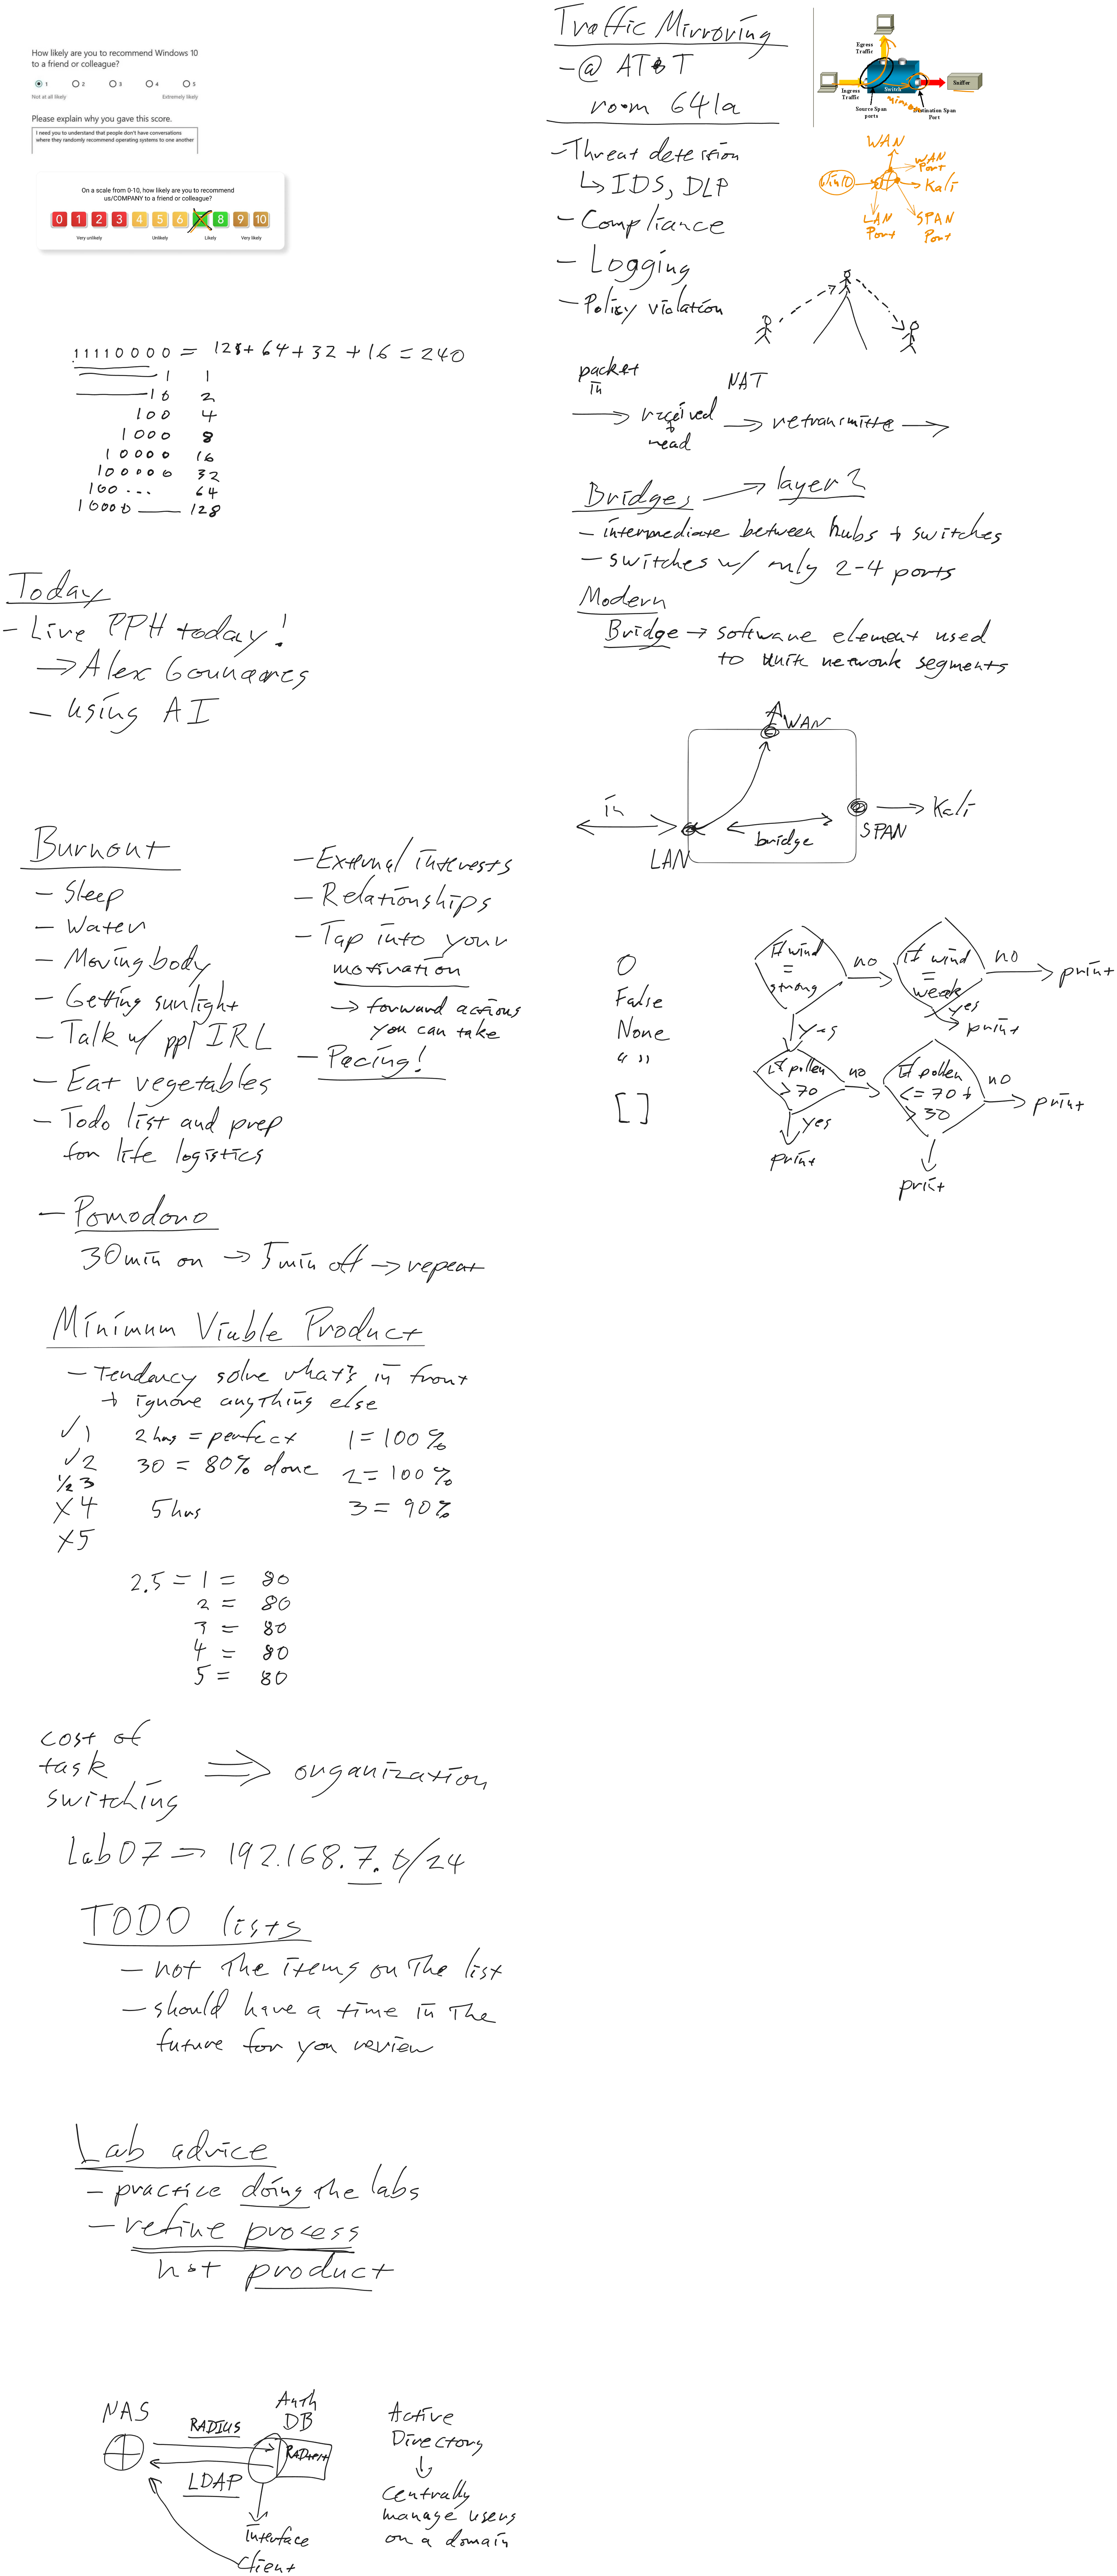 How likely are you to recommend Windows 10
to a friend or colleague?
1 2 3 4 5
Not at all likely Extremely likely
Please explain why you gave this score.
I need you to understand that people don't have conversations
where they randomly recommend operating systems to one another
On a scale from 0-10, how likely are you to recommend
us/COMPANY to a friend or colleague?
0 1 2 3 4 5 6 8 9 10
Very unlikely Unlikely Likely Very likely
11110000 = 128+64+32+16=240
1 1
10 2
100 4
1000 8
10000 16
100000 32
100... 64
10000 128
Today
- Live PPH today!
→ Alex Gounares
- using AI
Burnout
- Sleep
- Water
- Moving body
- Getting sunlight
- Talk w/ ppl IRL
- Eat vegetables
- Todo list and prep
for life logistics
- External interests
- Relationships
- Tap into your
motivation
→ forward actions
you can take
- Pacing!
- Pomodoro
30min on → 5min off → repeat
Minimum Viable Product
- Tendency solve what's in front
+ ignore anything else
✓1 2hrs = perfect 1=100%
✓2 30 = 80% done 2=100%
½ 3
X4 5hrs 3=90%
X5
2.5 = 1 = 80
2 = 80
3 = 80
4 = 80
5 = 80
cost of
task
switching ⇒ organization
Lab07 ⇒ 192.168.7.0/24
TODO lists
- not the items on the list
- should have a time in the
future for you review
Lab advice
- practice doing the labs
- refine process
not product
NAS
RADIUS
LDAP
Auth
DB
interface
client
Active
Directory
↓
Centrally
manage users
on a domain
Traffic Mirroring
- @ AT&T
room 641a
- Threat detection
↳ IDS, DLP
- Compliance
- Logging
- Policy violation
Egress
Traffic
Ingress
Traffic
Switch
Sniffer
Source Span
ports
Destination Span
Port
WAN
WAN
Port
Win10
Kali
LAN
Port
SPAN
Port
packet
in
NAT
→ received
+
read
→ retransmitte →
Bridges → layer 2
- intermediate between hubs + switches
- switches w/ only 2-4 ports
Modern
Bridge → software element used
to unite network segments
WAN
in
LAN
bridge
SPAN
→ Kali
0
False
None
" "
[]
If wind
=
strong
no
If wind
=
weak
no
→ print
yes
print
yes
If pollen
>70
no
If pollen
<=70 +
>30
no
→ print
yes
print
print